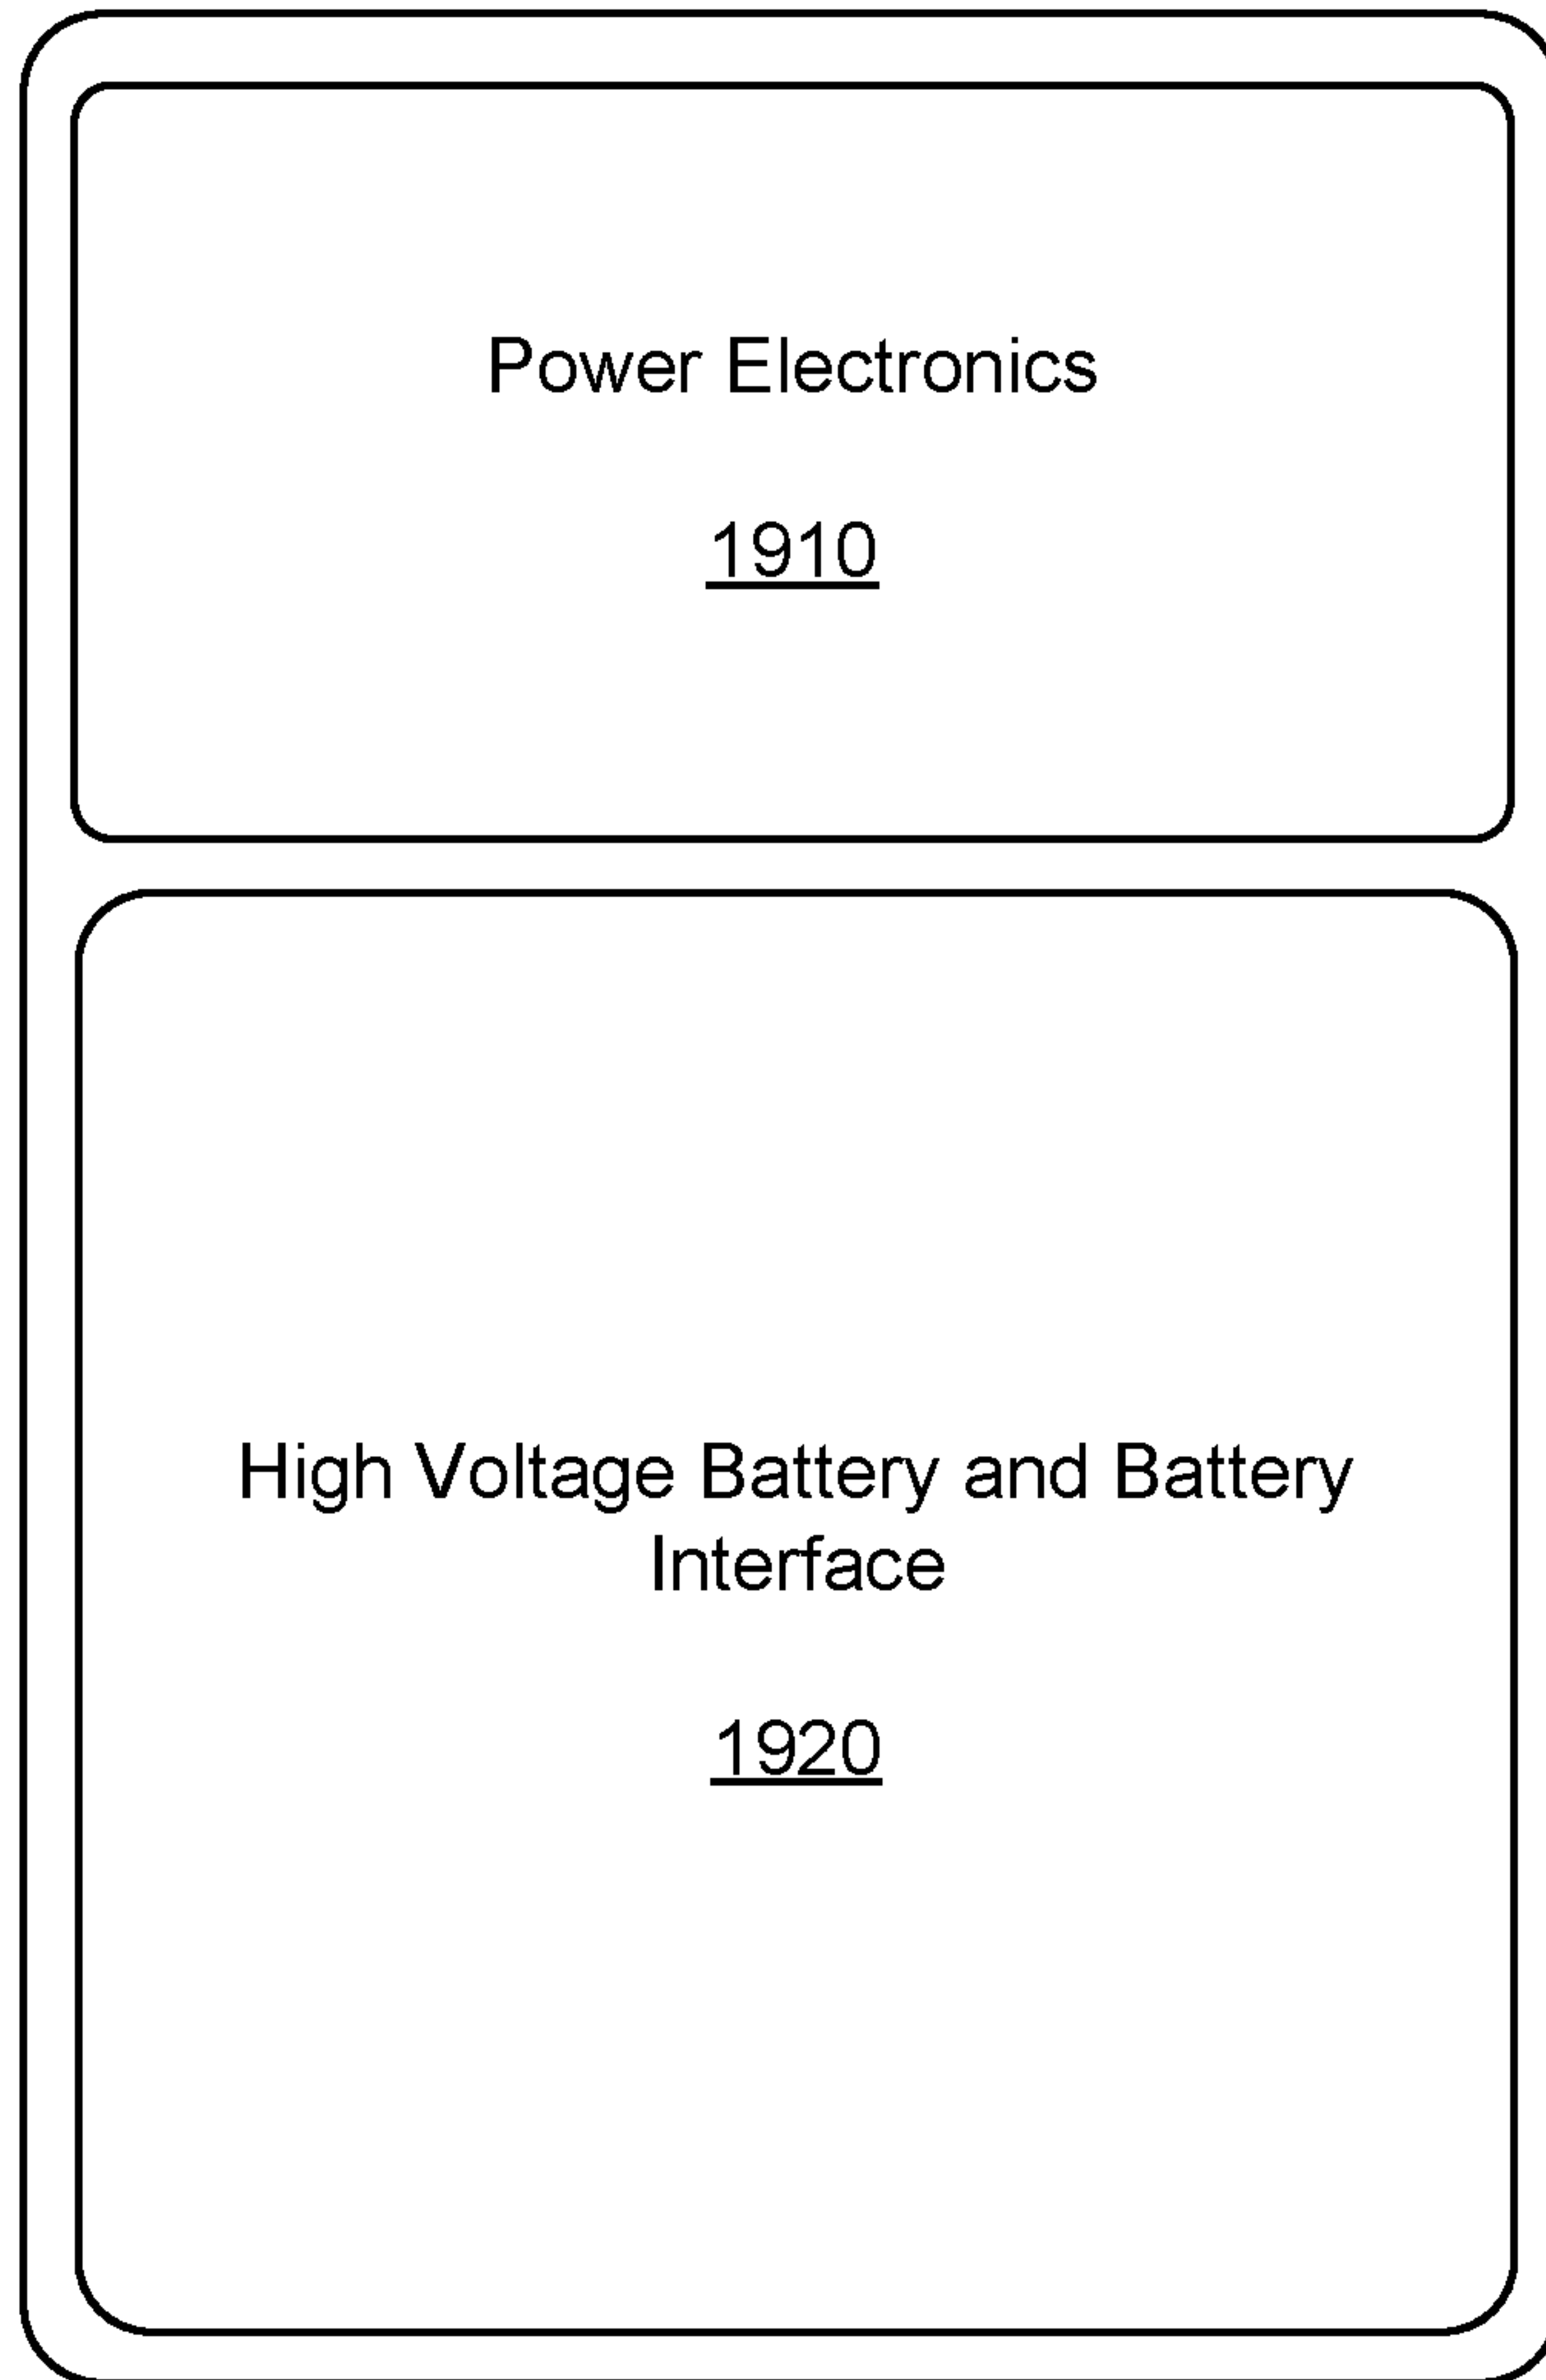 Power Electronics
1910
High Voltage Battery and Battery
Interface
1920